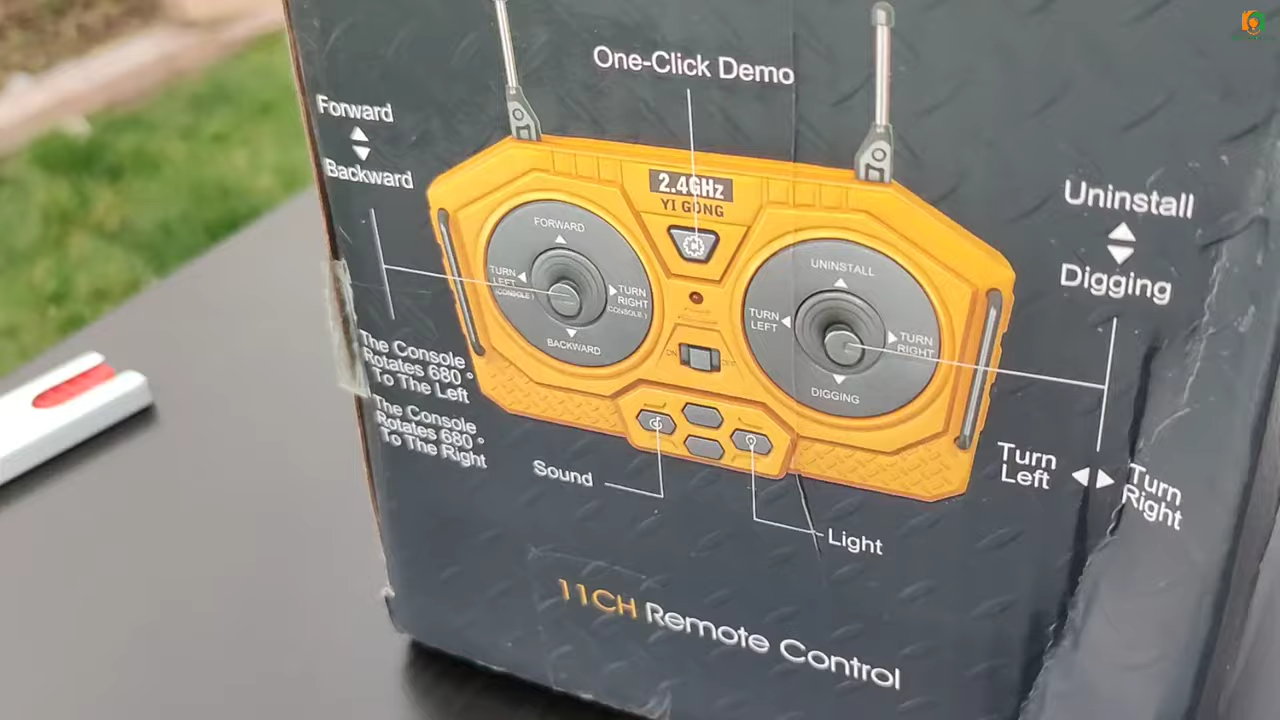 One-Click Demo
Forward
Backward
2.4GHz
YI GONG
Uninstall
Digging
FORWARD
TURN
LEFT
(CONSOLE)
TURN
RIGHT
(CONSOLE)
BACKWARD
UNINSTALL
TURN
LEFT
TURN
RIGHT
DIGGING
The Console
Rotates 680°
To The Left
The Console
Rotates 680°
To The Right
Sound
Light
Turn
Left
Turn
Right
11CH Remote Control